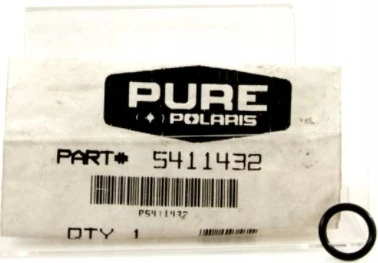 PURE
POLARIS
PART# 5411432
P5411432
QTY 1